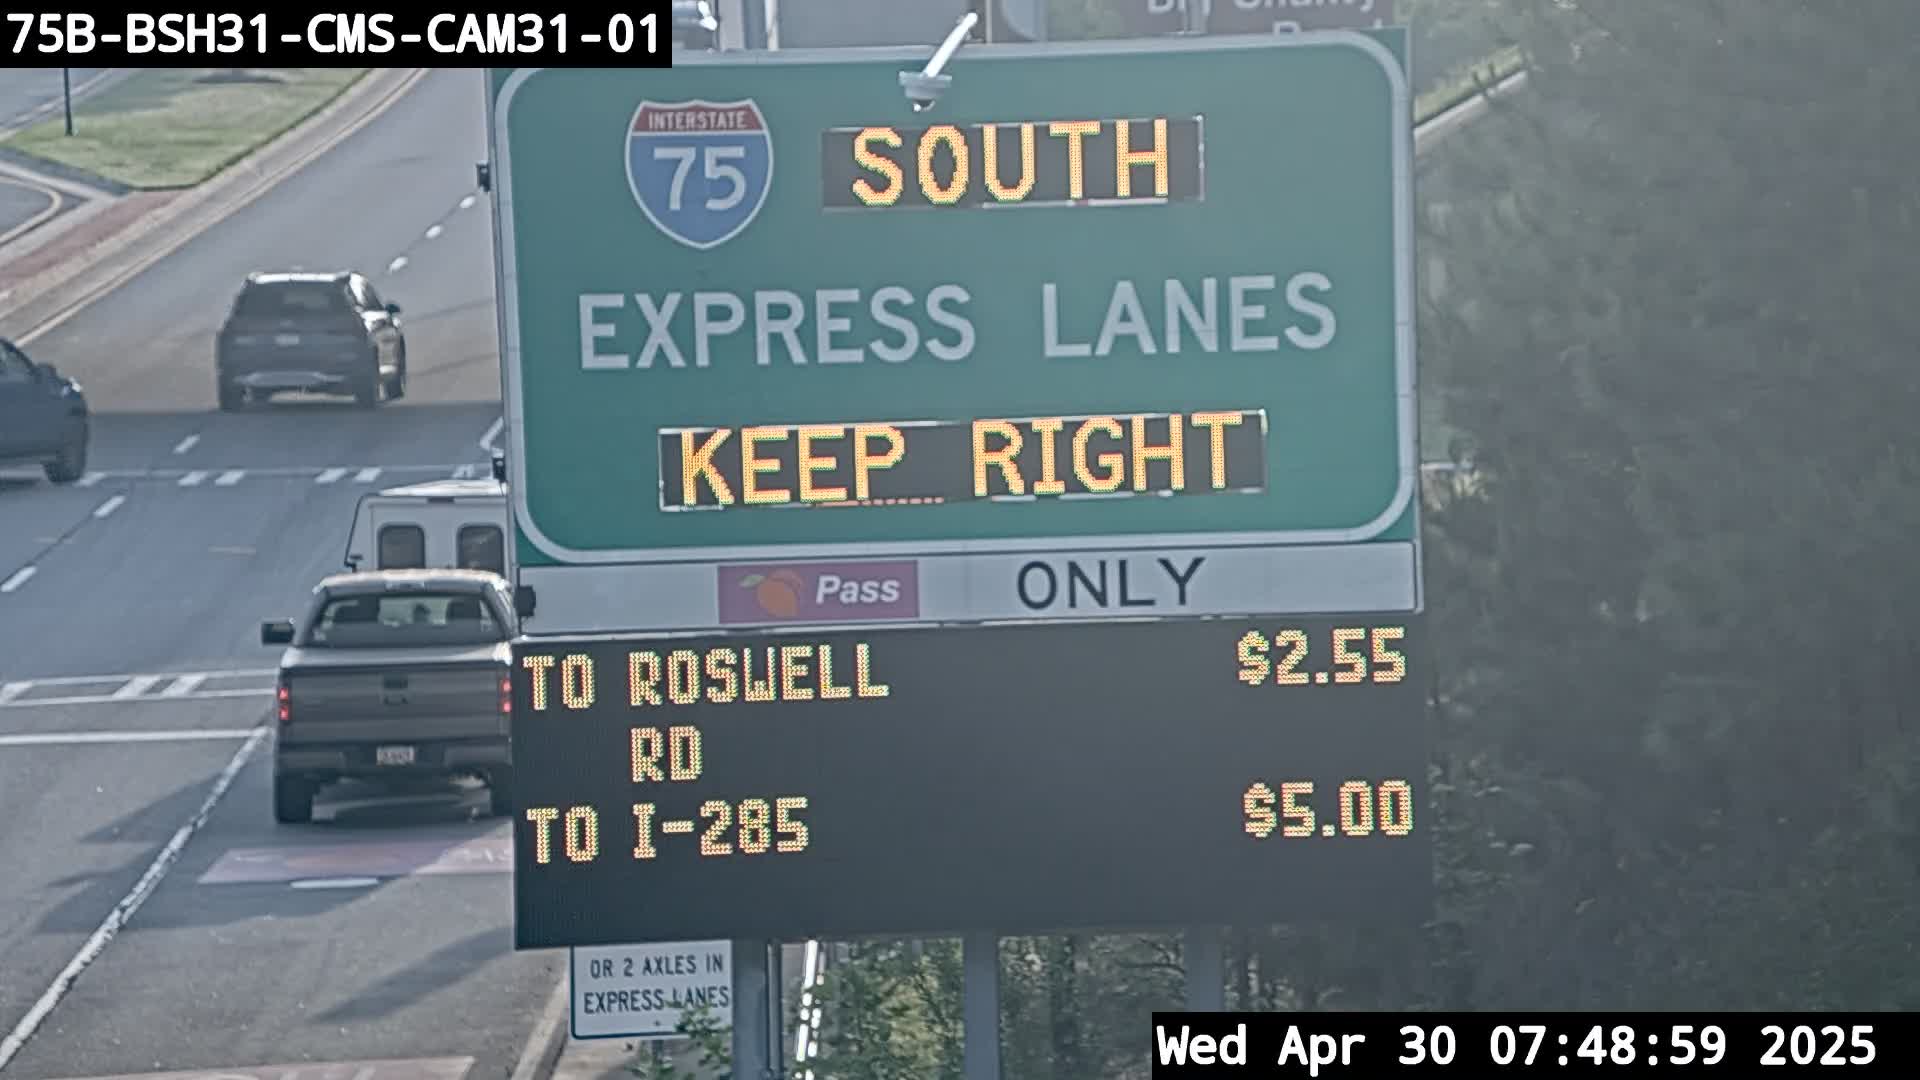 75B-BSH31-CMS-CAM31-01
INTERSTATE
75
SOUTH
EXPRESS LANES
KEEP RIGHT
Pass
ONLY
TO ROSWELL $2.55
RD
TO I-285 $5.00
OR 2 AXLES IN
EXPRESS LANES
Wed Apr 30 07:48:59 2025